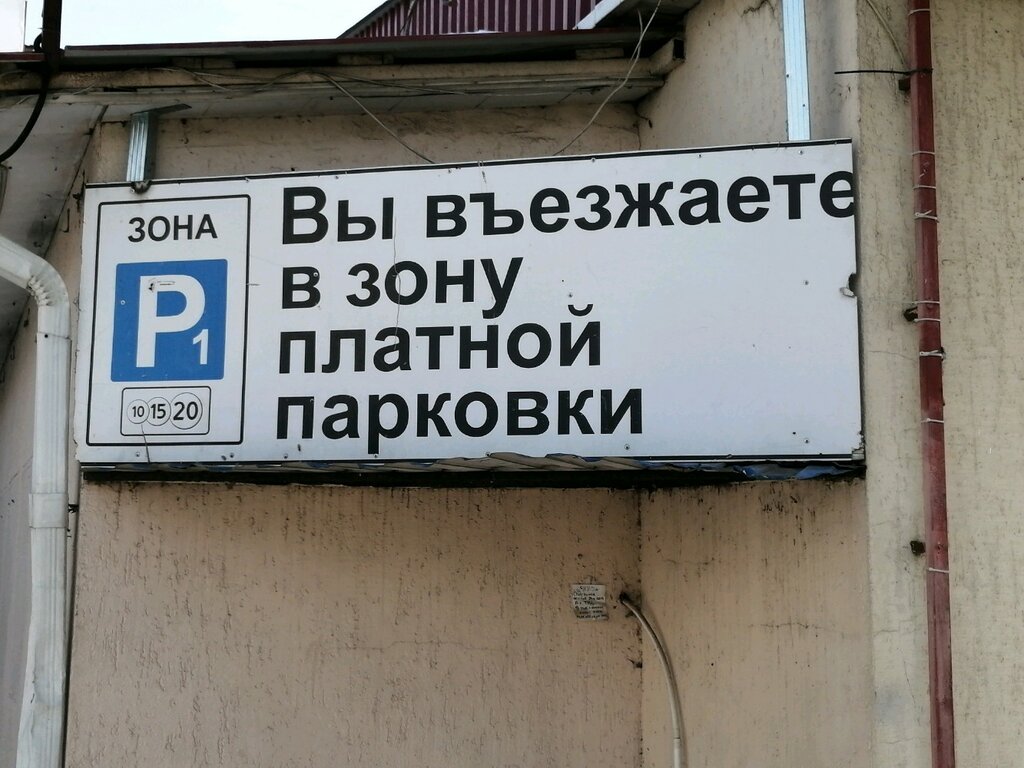 ЗОНА
P1
10 15 20
Вы въезжаете
в зону
платной
парковки